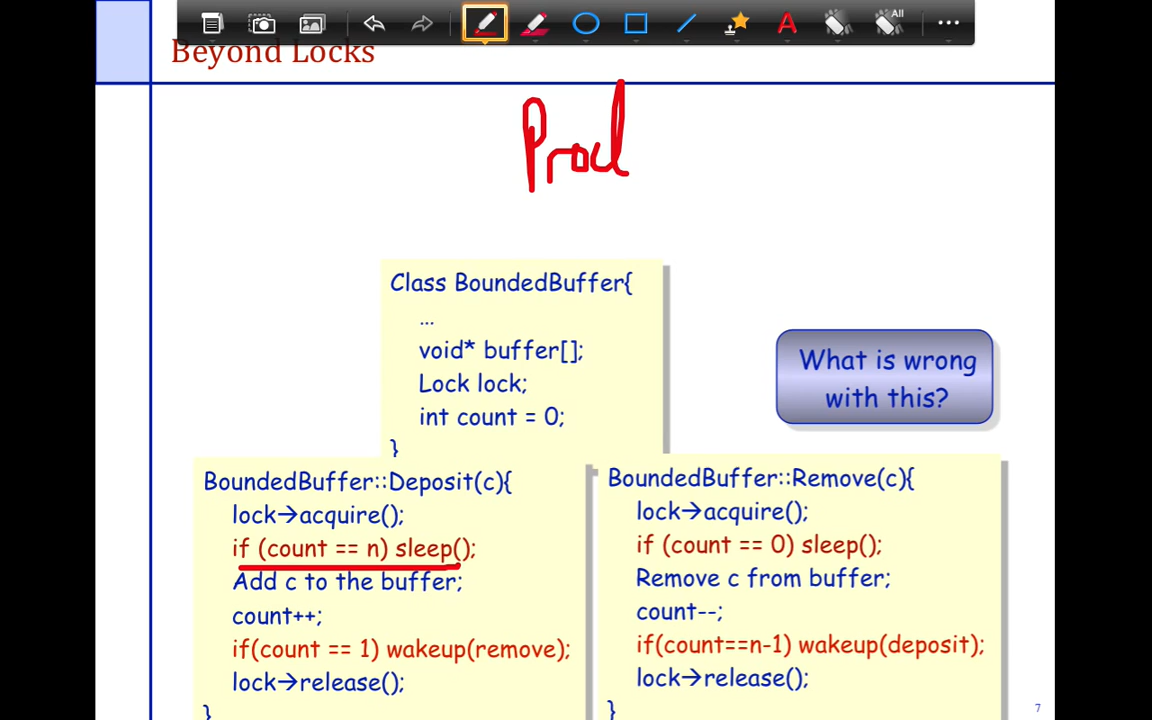 All
A
Beyond Locks
Prod
Class BoundedBuffer{
...
void* buffer[];
Lock lock;
int count = 0;
}
What is wrong
with this?
BoundedBuffer::Deposit(c){
lock→acquire();
if (count == n) sleep();
Add c to the buffer;
count++;
if(count == 1) wakeup(remove);
lock→release();
}
BoundedBuffer::Remove(c){
lock→acquire();
if (count == 0) sleep();
Remove c from buffer;
count--;
if(count==n-1) wakeup(deposit);
lock→release();
}
7